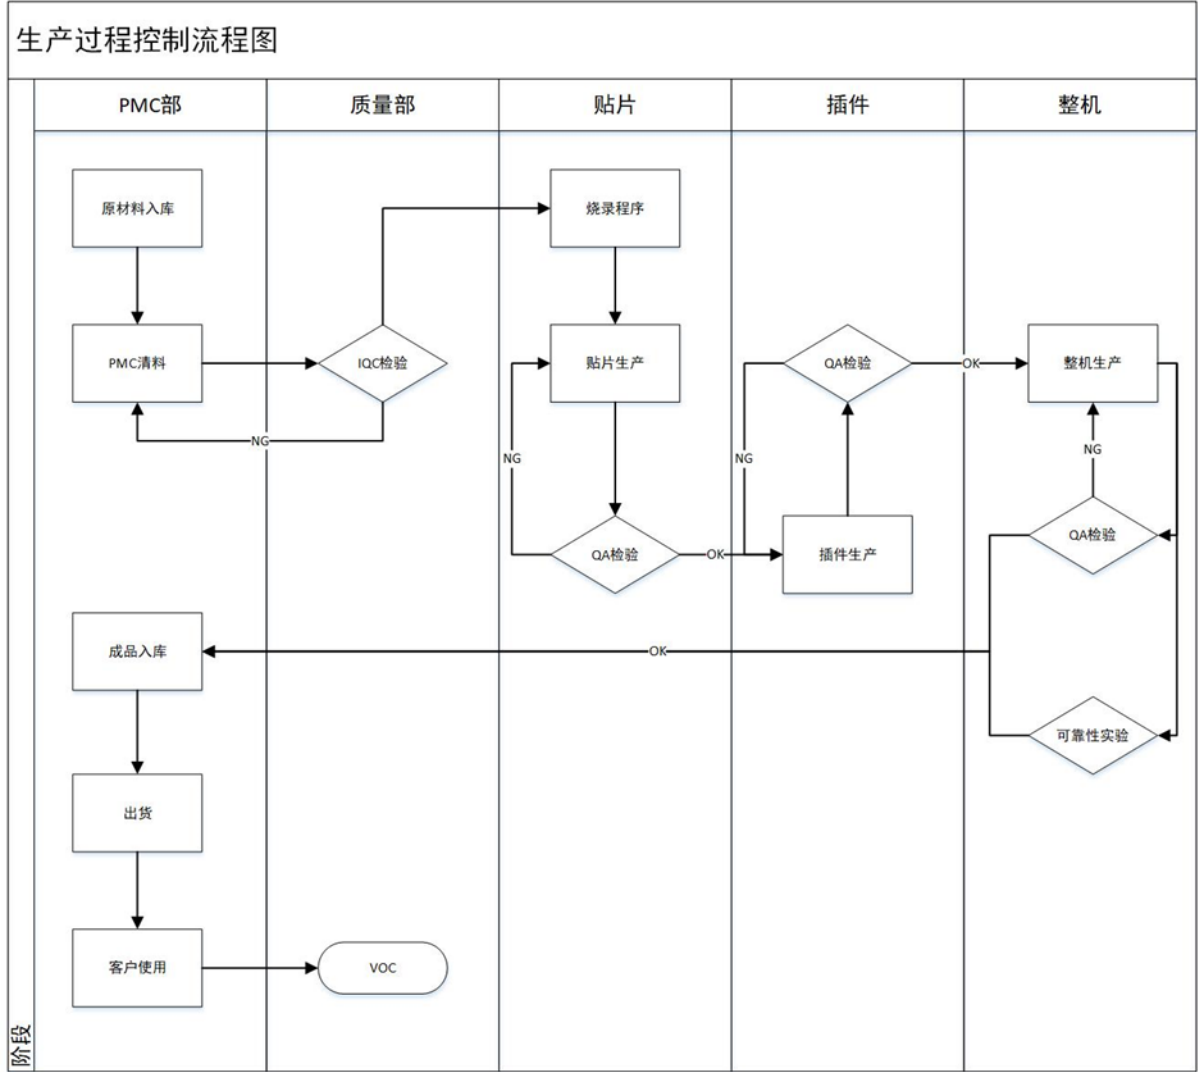 生产过程控制流程图
PMC部
质量部
贴片
插件
整机
原材料入库
烧录程序
PMC清料
IQC检验
贴片生产
QA检验
OK
整机生产
NG
NG
NG
NG
QA检验
OK
插件生产
QA检验
成品入库
OK
可靠性实验
出货
客户使用
VOC
阶段